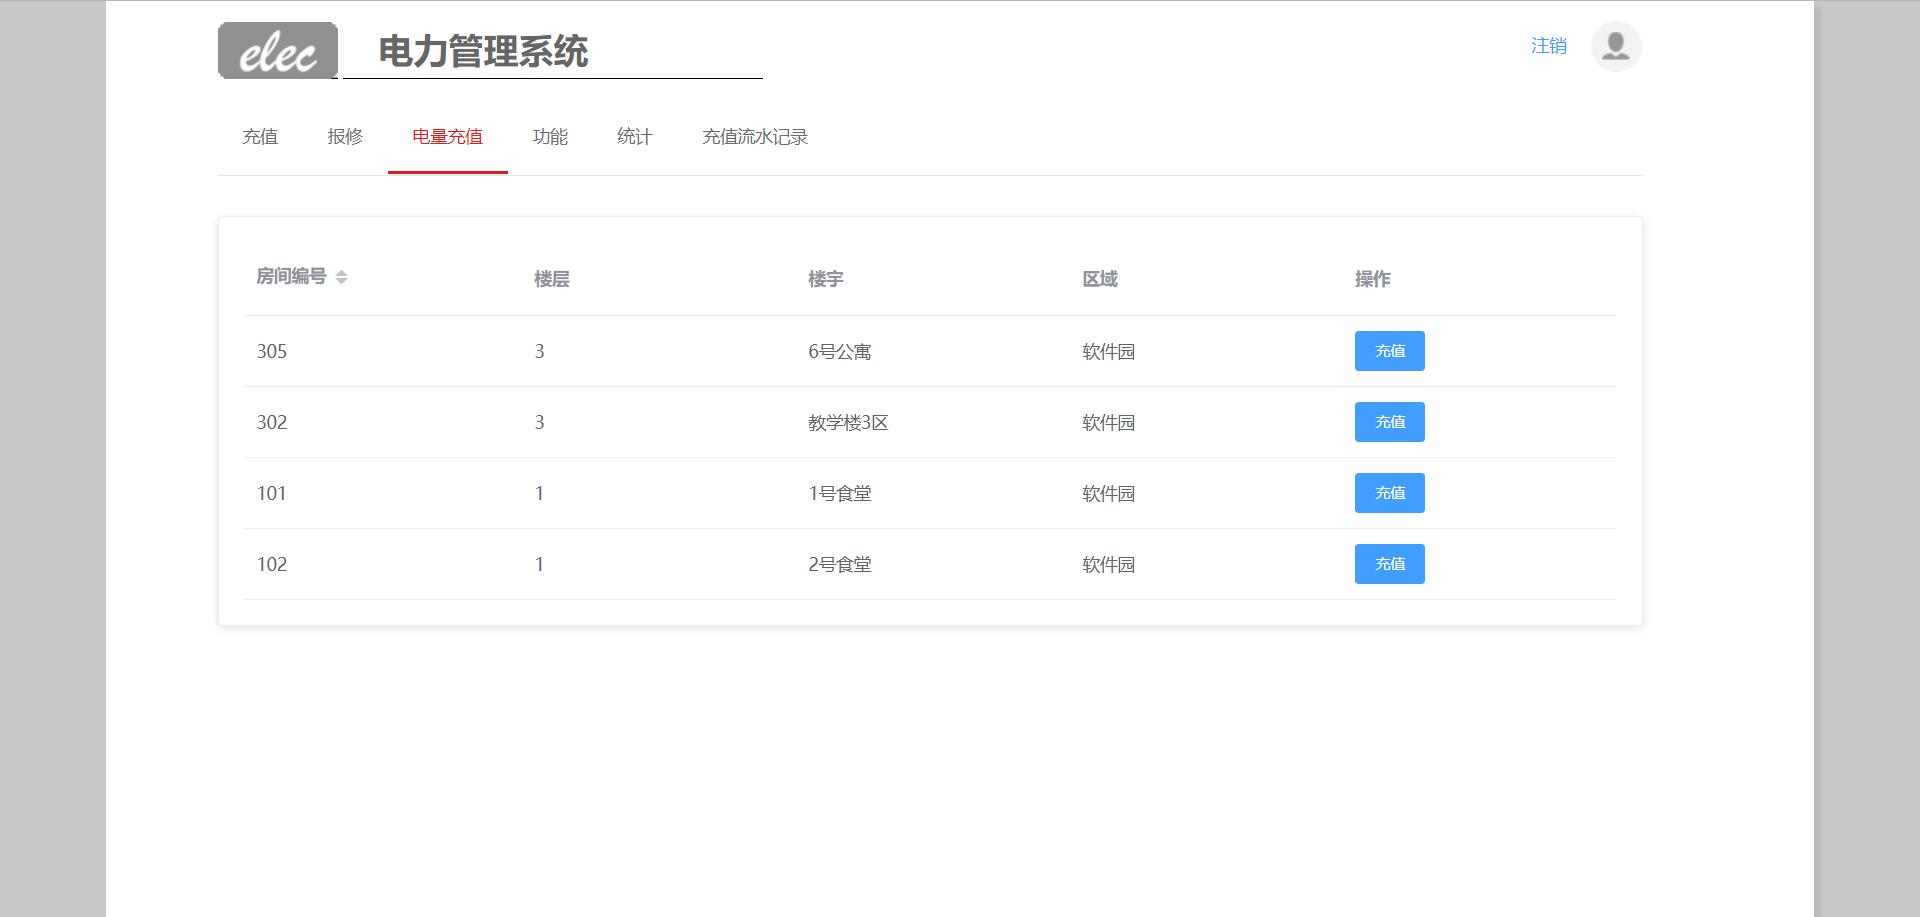 elec 电力管理系统 注销
充值 报修 电量充值 功能 统计 充值流水记录
房间编号 楼层 楼宇 区域 操作
305 3 6号公寓 软件园 充值
302 3 教学楼3区 软件园 充值
101 1 1号食堂 软件园 充值
102 1 2号食堂 软件园 充值